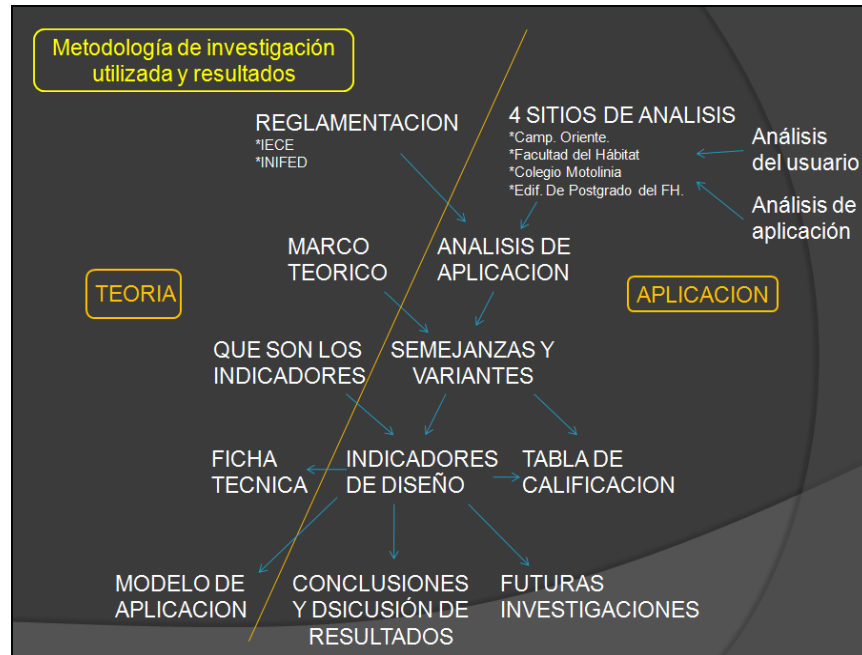 Metodología de investigación
utilizada y resultados
REGLAMENTACION
*IECE
*INIFED
4 SITIOS DE ANALISIS
*Camp. Oriente.
*Facultad del Hábitat
*Colegio Motolinia
*Edif. De Postgrado del FH.
Análisis
del usuario
Análisis de
aplicación
MARCO
TEORICO
ANALISIS DE
APLICACION
TEORIA
APLICACION
QUE SON LOS
INDICADORES
SEMEJANZAS Y
VARIANTES
FICHA
TECNICA
INDICADORES
DE DISEÑO
TABLA DE
CALIFICACION
MODELO DE
APLICACION
CONCLUSIONES
Y DSICUSIÓN DE
RESULTADOS
FUTURAS
INVESTIGACIONES